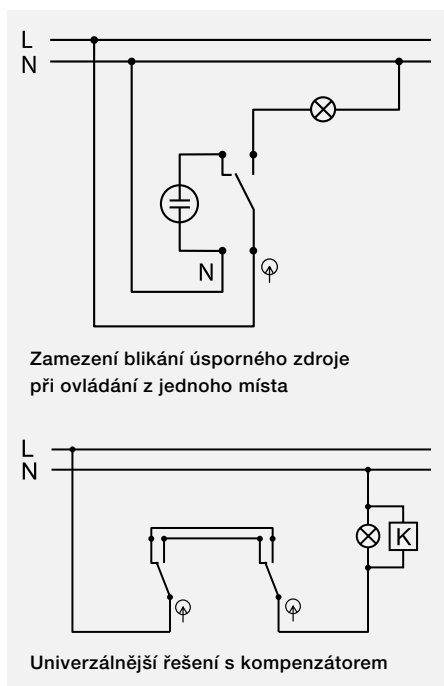 L
N
N
Zamezení blikání úsporného zdroje
při ovládání z jednoho místa
L
N
K
Univerzálnější řešení s kompenzátorem